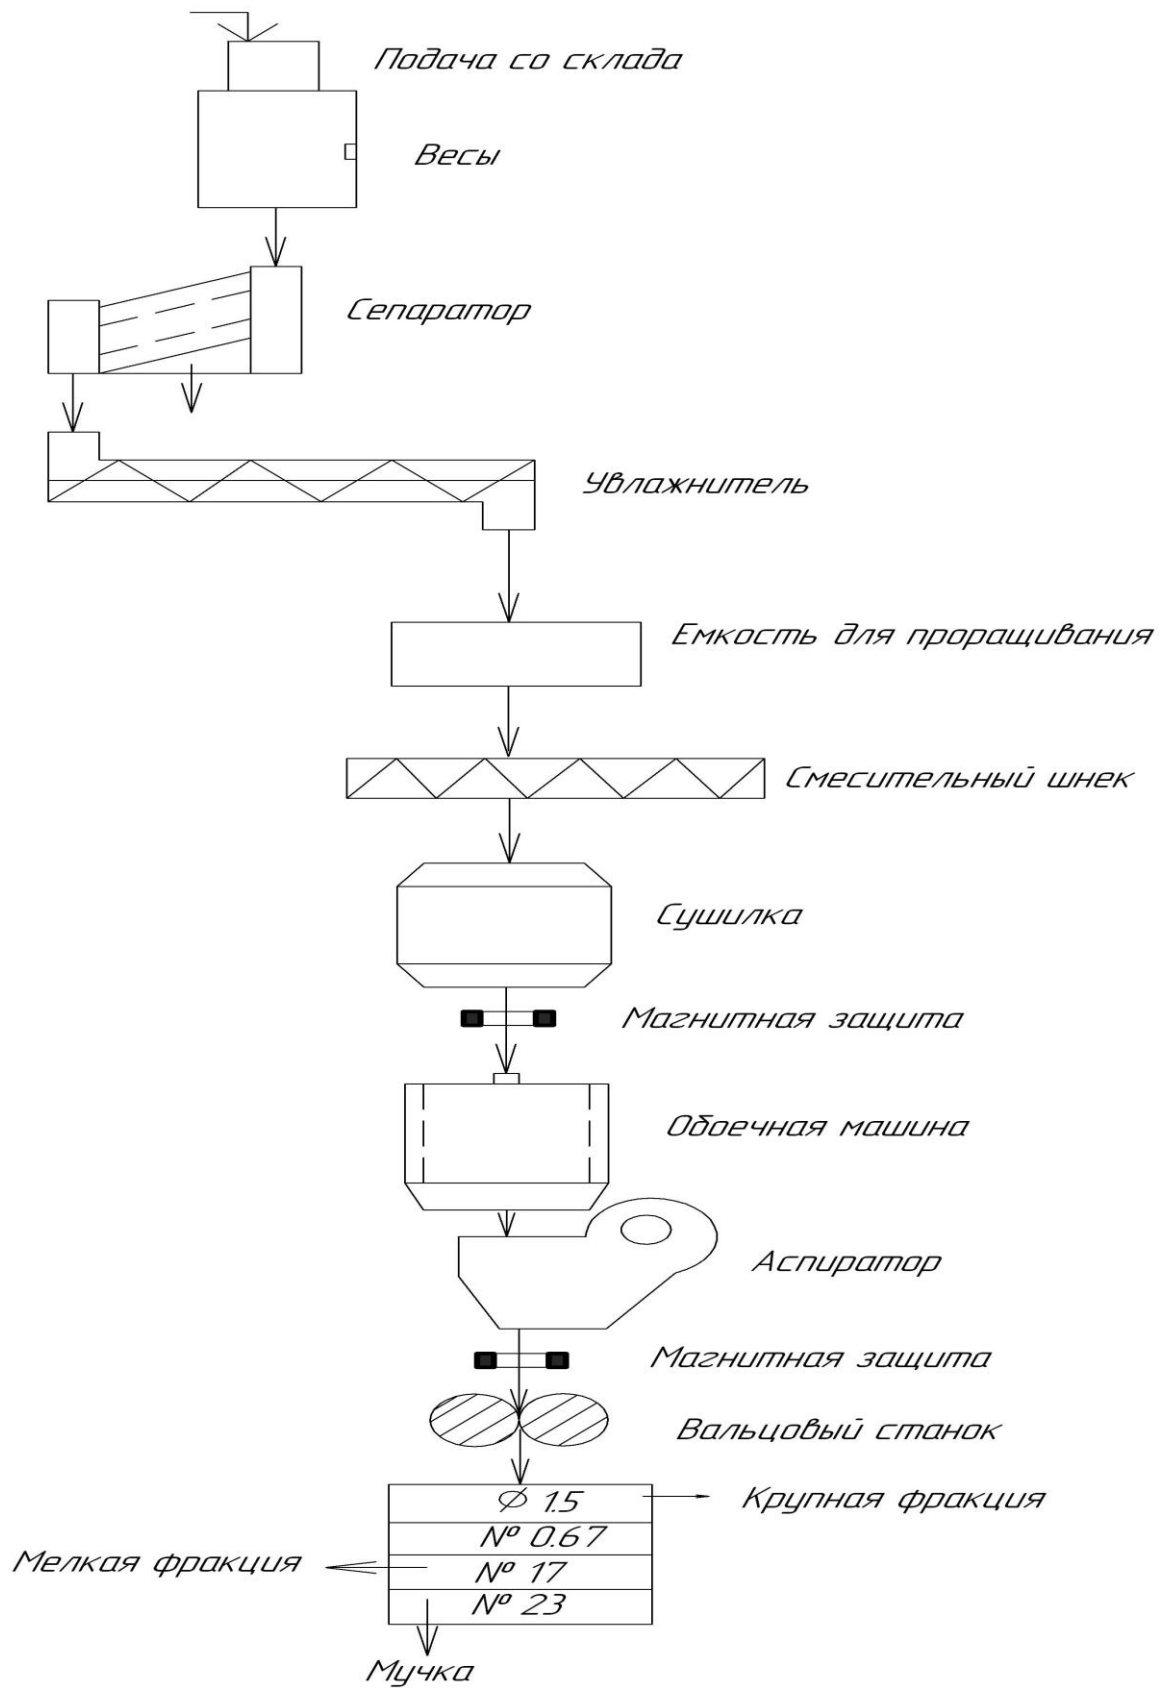 Подача со склада
Весы
Сепаратор
Увлажнитель
Емкость для проращивания
Смесительный шнек
Сушилка
Магнитная защита
Обоечная машина
Аспиратор
Магнитная защита
Вальцовый станок
Ø 1.5
Крупная фракция
№ 0.67
Мелкая фракция
№ 17
№ 23
Мучка